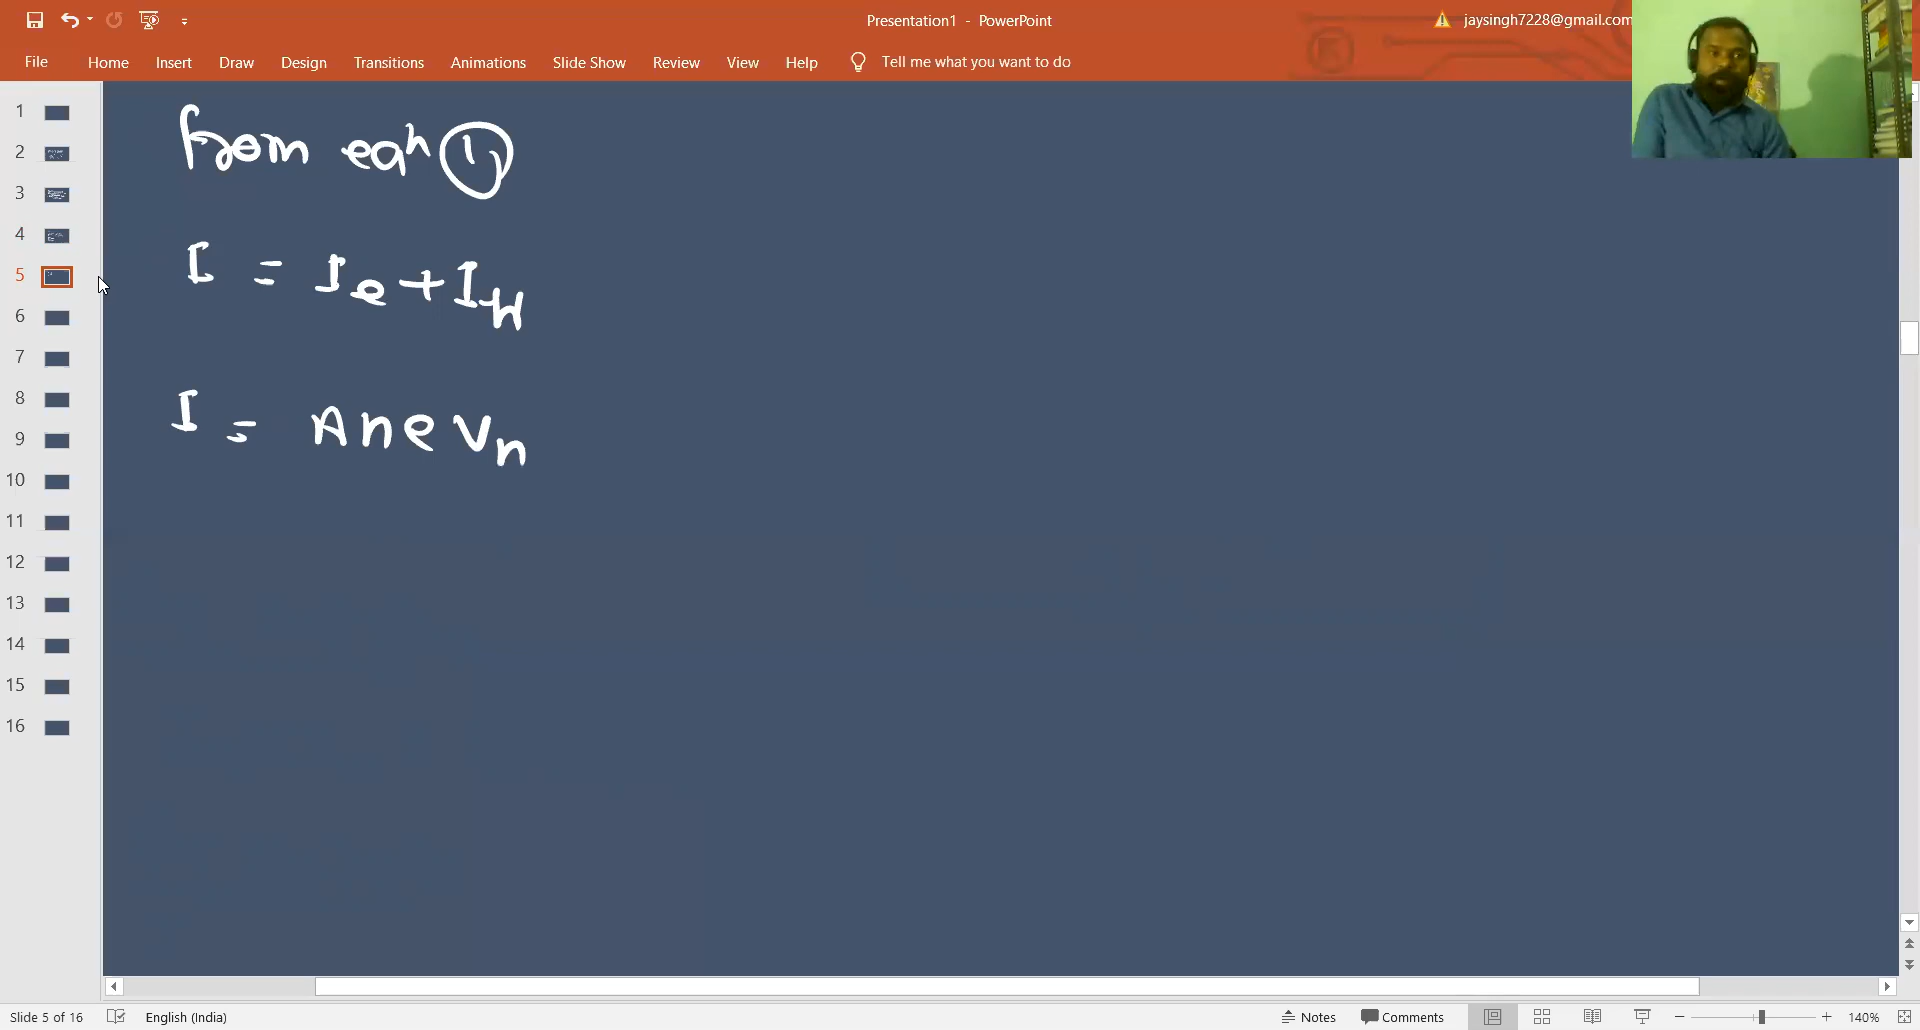 Presentation1 - PowerPoint
jaysingh7228@gmail.com
File Home Insert Draw Design Transitions Animations Slide Show Review View Help Tell me what you want to do
1
2
3
4
5
6
7
8
9
10
11
12
13
14
15
16
from eqn 1
I = Ie + IH
I = A n e Vn
Slide 5 of 16 English (India) Notes Comments 140%